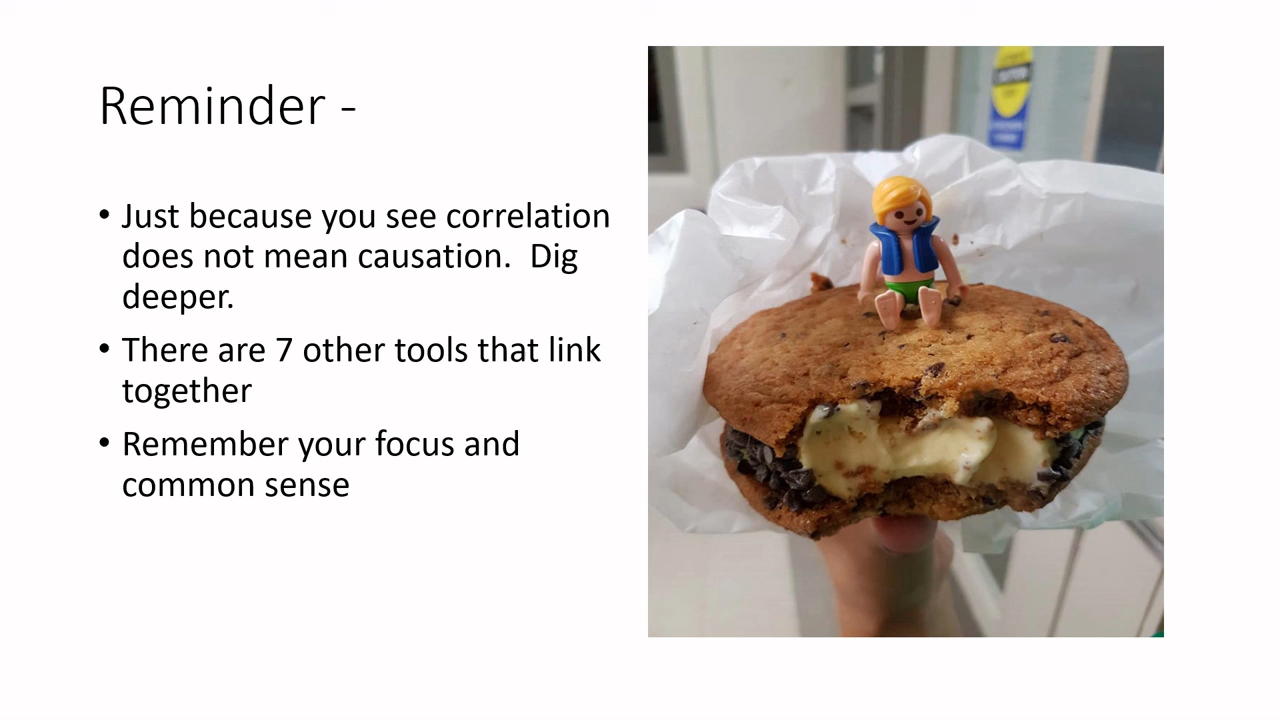 Reminder -
• Just because you see correlation
does not mean causation.  Dig
deeper.
• There are 7 other tools that link
together
• Remember your focus and
common sense